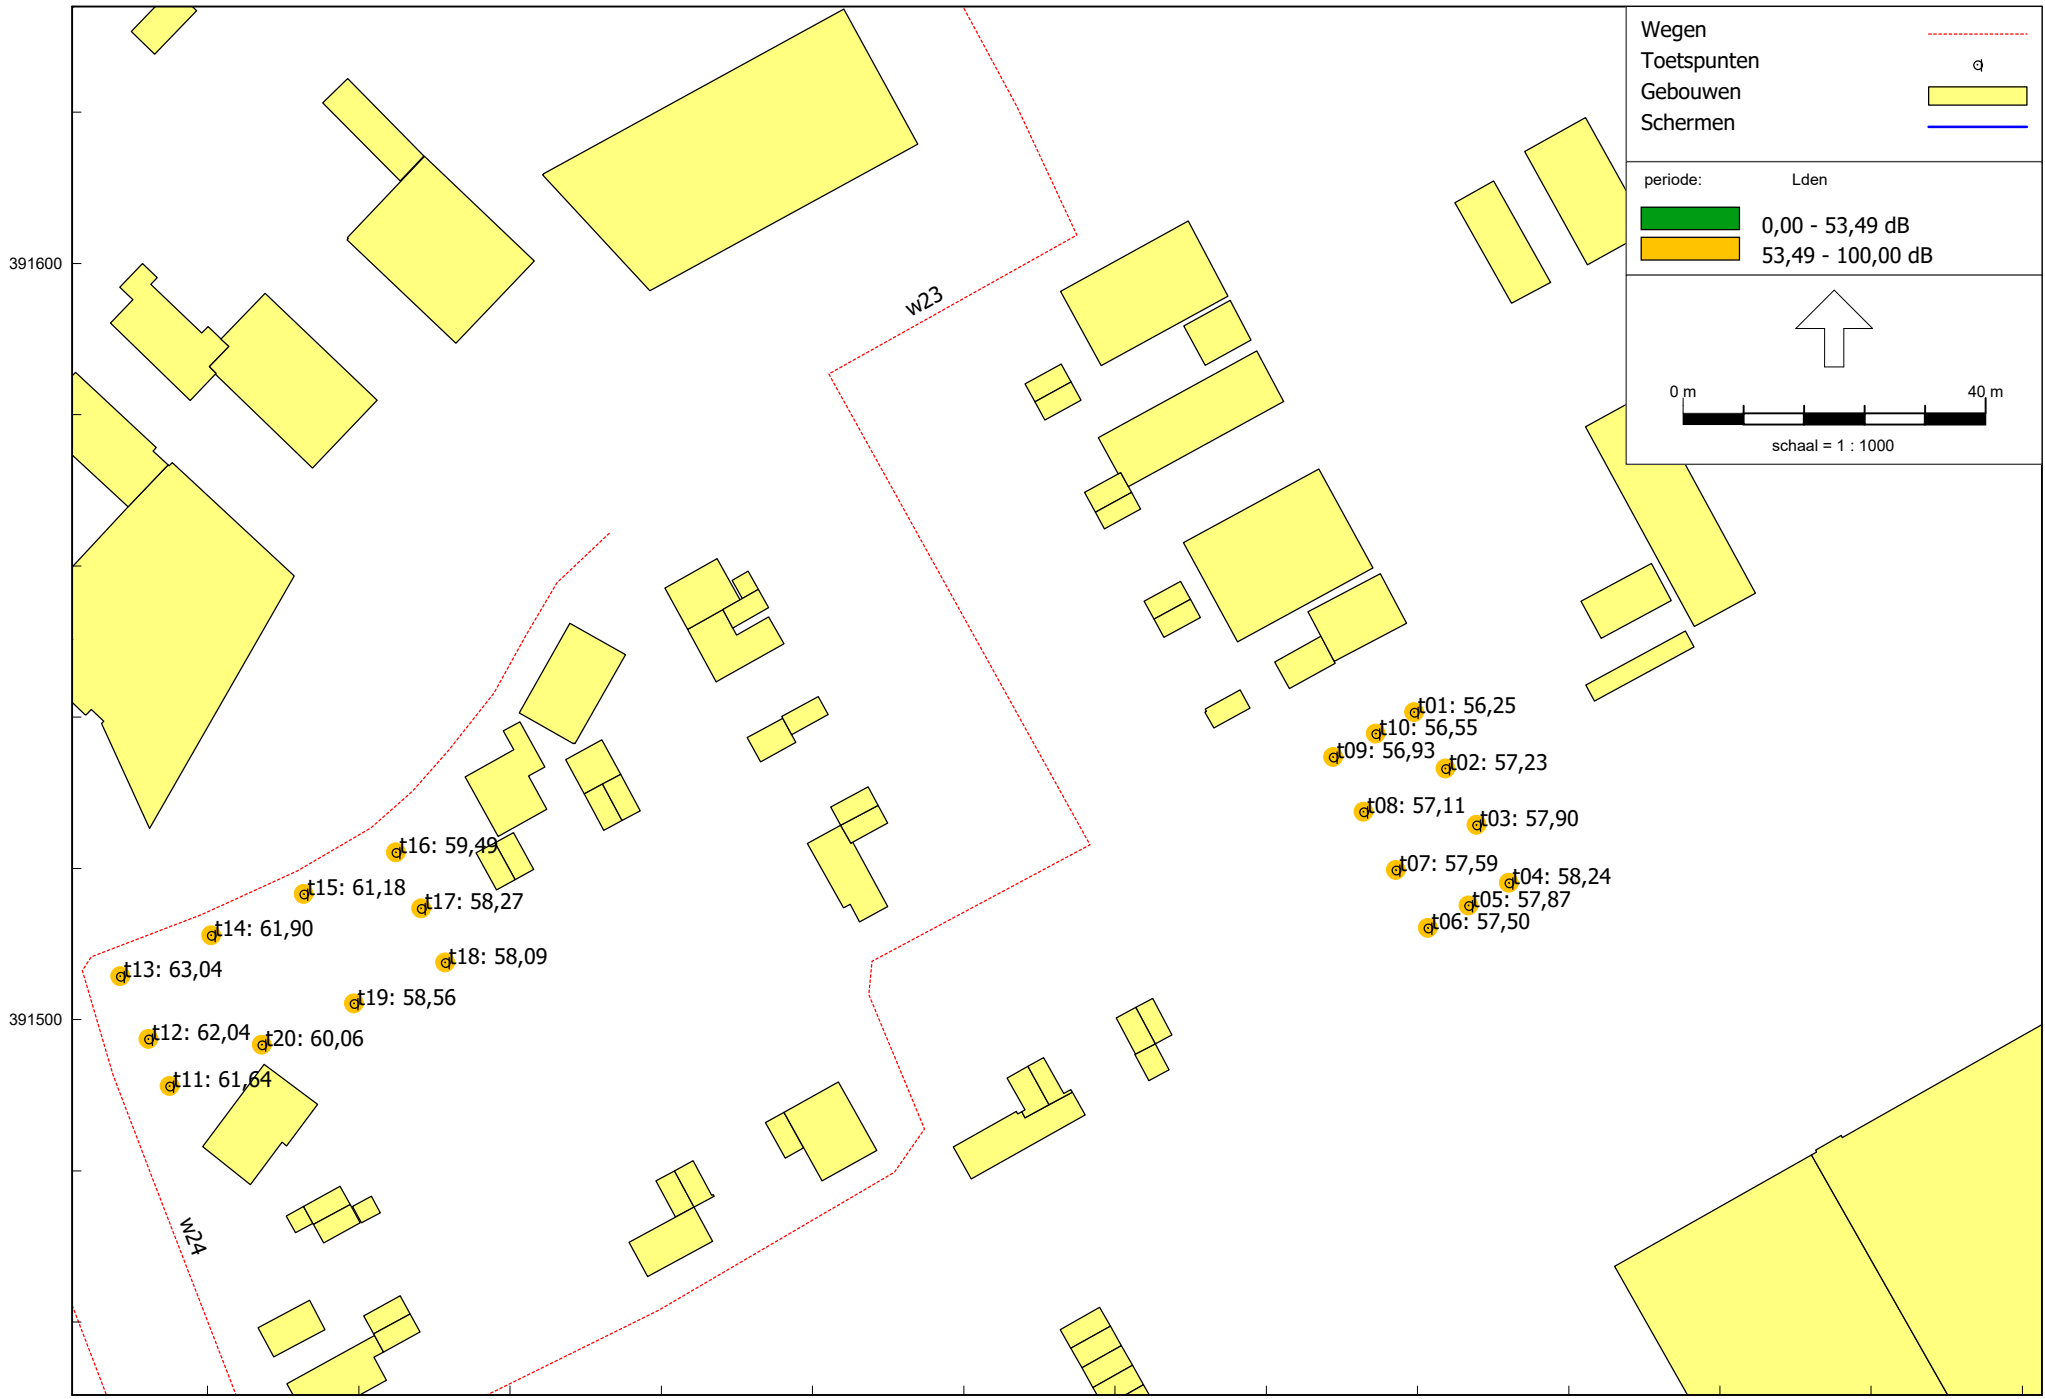 Wegen
Toetspunten
Gebouwen
Schermen
periode: Lden
0,00 - 53,49 dB
53,49 - 100,00 dB
0 m 40 m
schaal = 1 : 1000
391600
w23
t01: 56,25
t10: 56,55
t09: 56,93
t02: 57,23
t08: 57,11
t03: 57,90
t16: 59,49
t07: 57,59
t04: 58,24
t15: 61,18
t17: 58,27
t05: 57,87
t14: 61,90
t06: 57,50
t13: 63,04
t18: 58,09
t19: 58,56
391500
t12: 62,04
t20: 60,06
t11: 61,64
w24